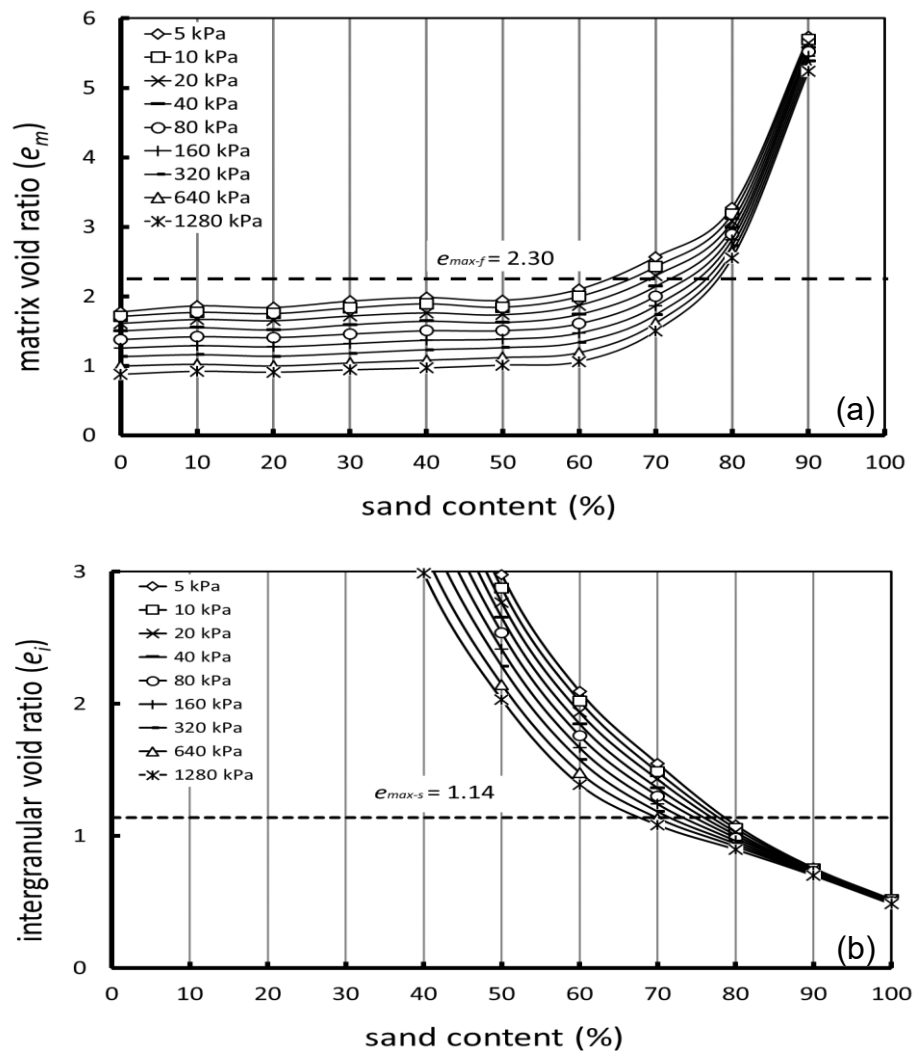 6
5
4
3
2
1
0
matrix void ratio (em)
5 kPa
10 kPa
20 kPa
40 kPa
80 kPa
160 kPa
320 kPa
640 kPa
1280 kPa
emax-f = 2.30
(a)
0 10 20 30 40 50 60 70 80 90 100
sand content (%)
3
2
1
0
intergranular void ratio (ei)
5 kPa
10 kPa
20 kPa
40 kPa
80 kPa
160 kPa
320 kPa
640 kPa
1280 kPa
emax-s = 1.14
(b)
0 10 20 30 40 50 60 70 80 90 100
sand content (%)